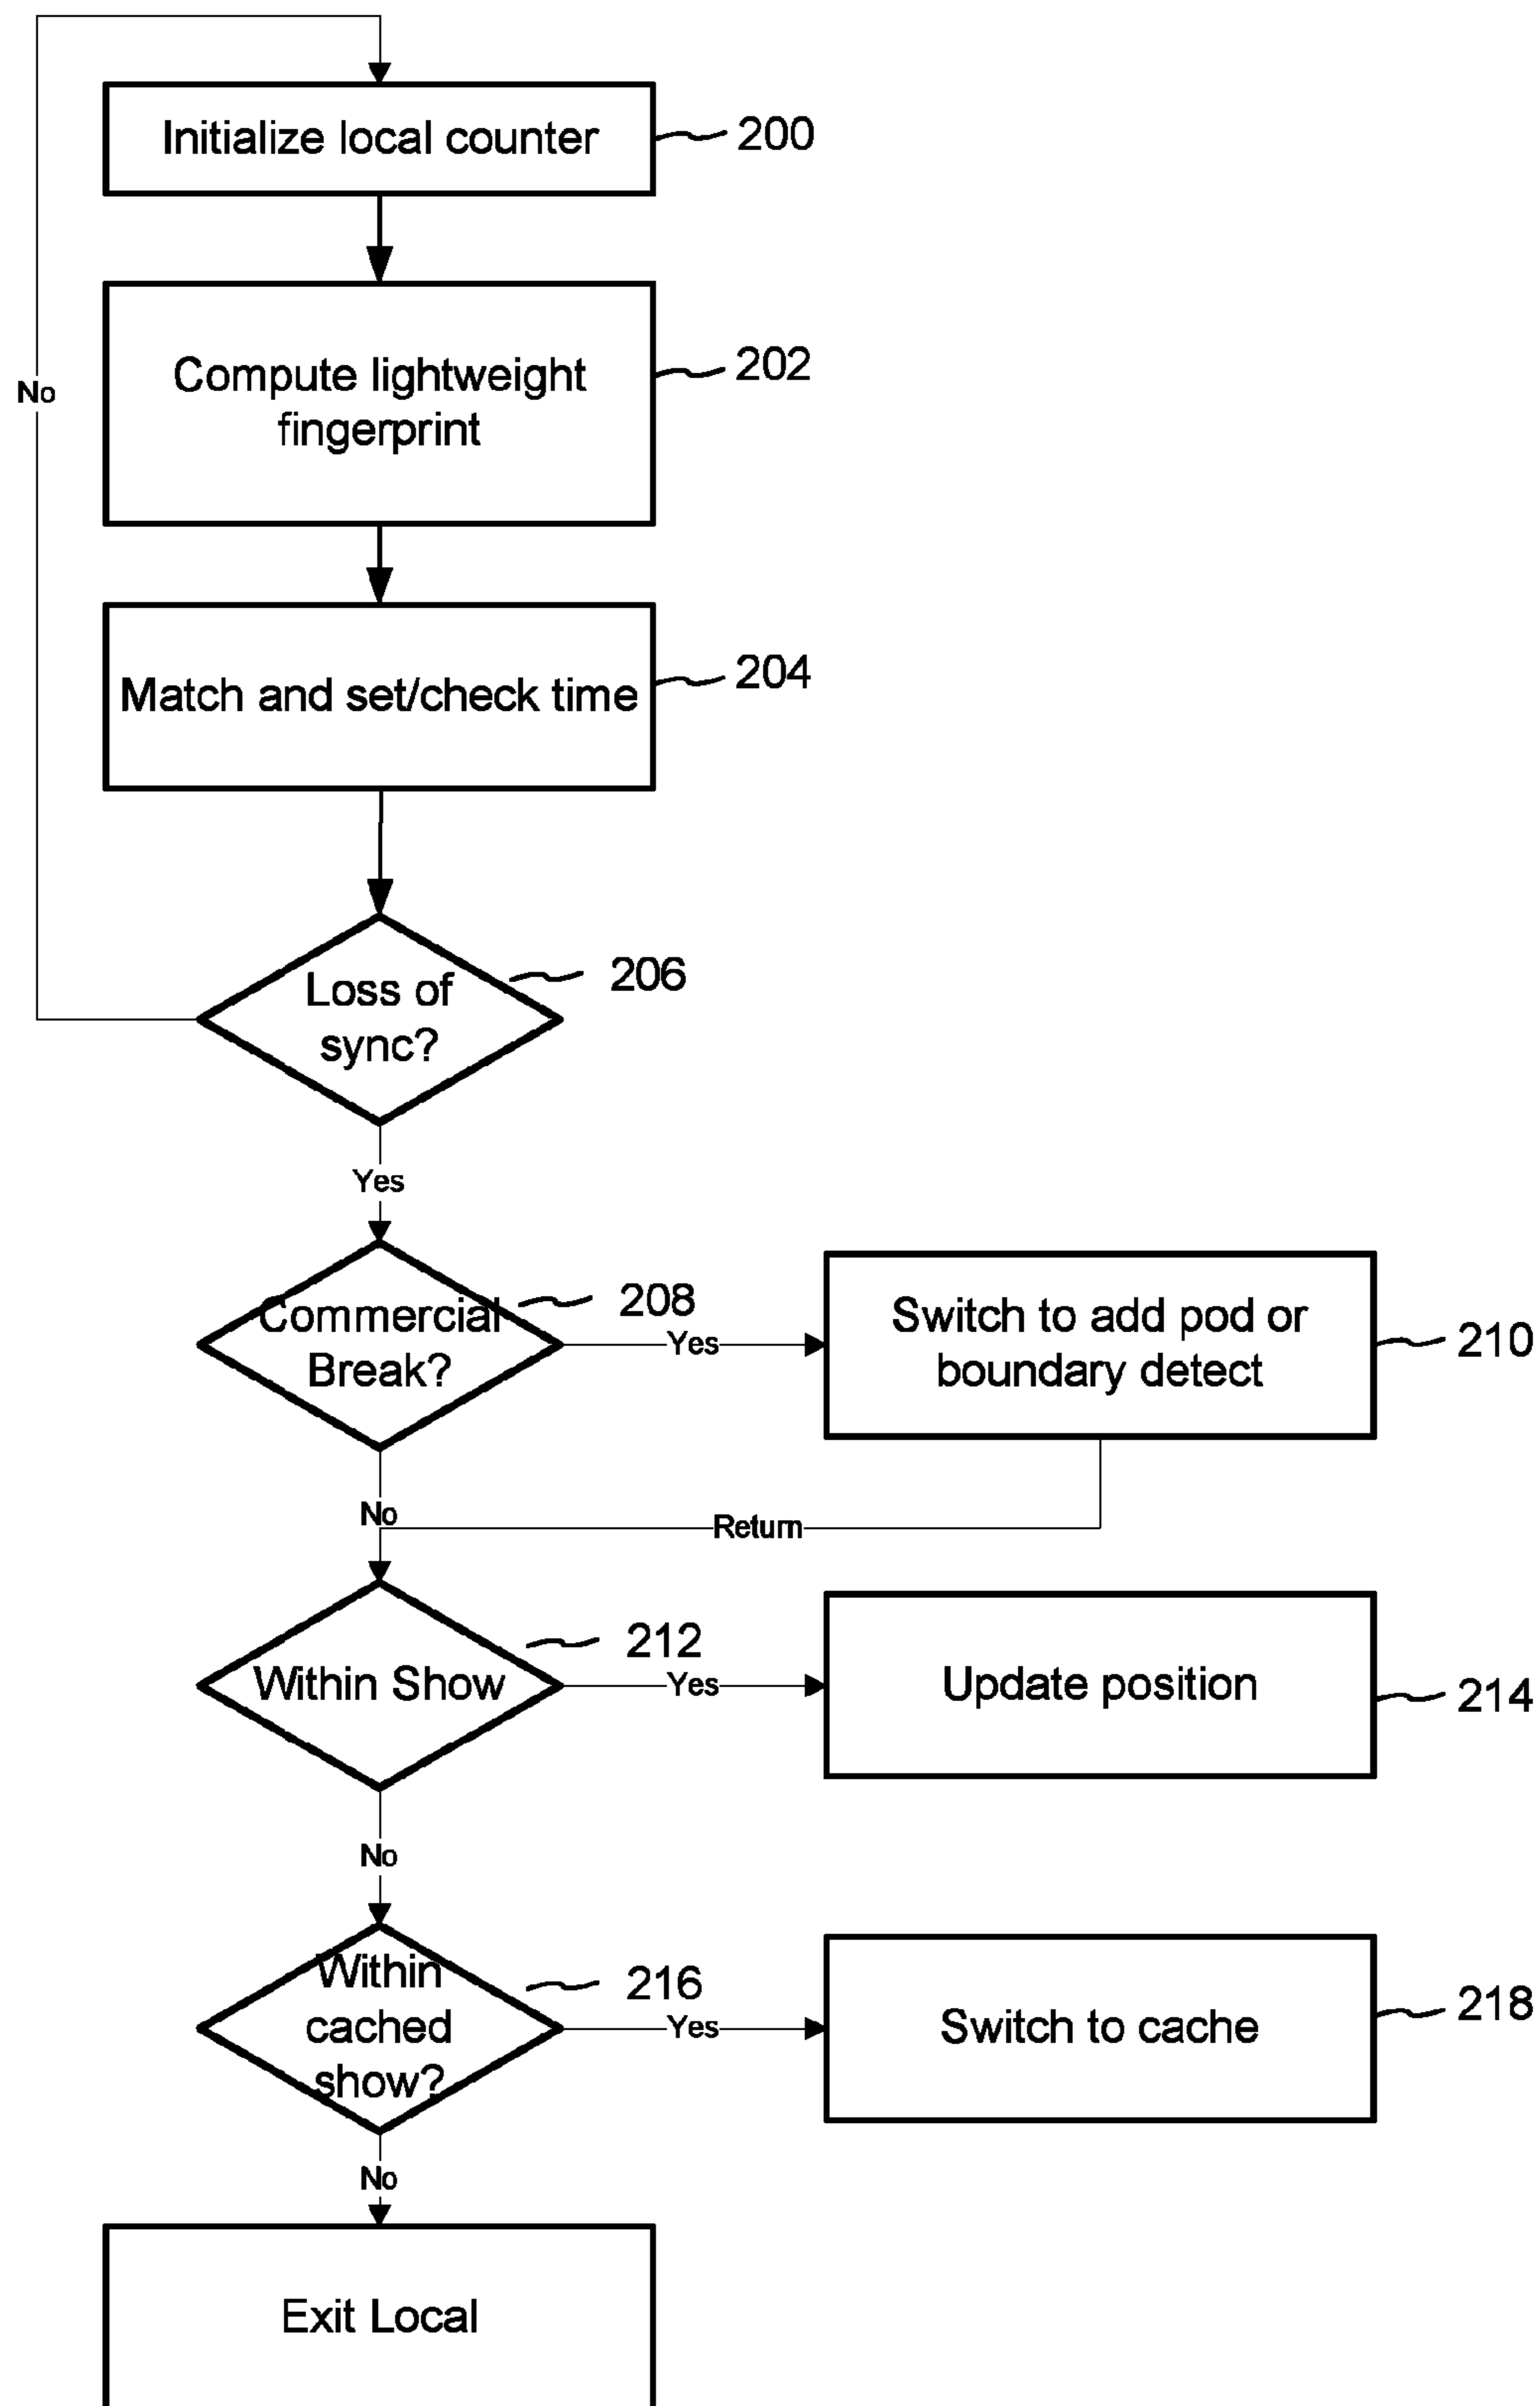 Initialize local counter
200
Compute lightweight
fingerprint
202
No
Match and set/check time
204
Loss of
sync?
206
Yes
Commercial
Break?
208
Yes
Switch to add pod or
boundary detect
210
No
Return
Within Show
212
Yes
Update position
214
No
Within
cached
show?
216
Yes
Switch to cache
218
No
Exit Local